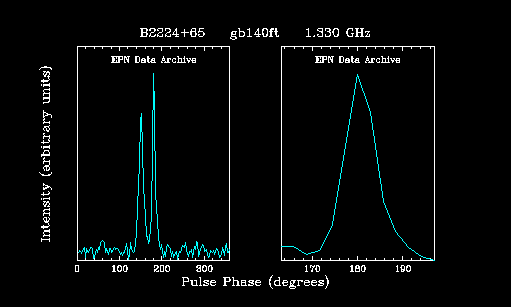 B2224+65 gb140ft 1.330 GHz
EPN Data Archive
EPN Data Archive
Intensity (arbitrary units)
0 100 200 300
170 180 190
Pulse Phase (degrees)